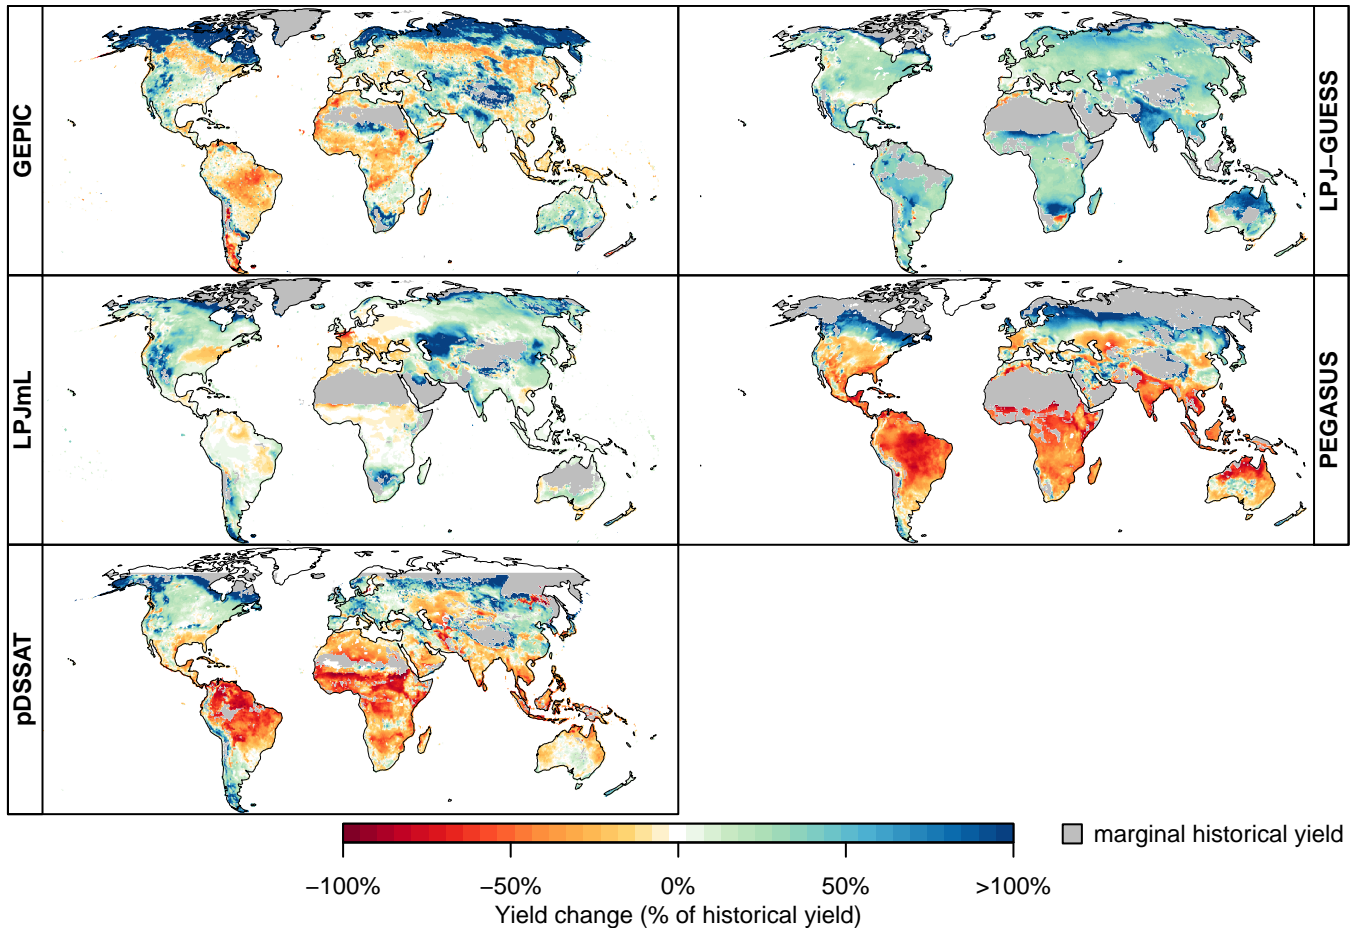 GEPIC
LPJ−GUESS
LPJmL
PEGASUS
pDSSAT
marginal historical yield
−100%
−50%
0%
50%
>100%
Yield change (% of historical yield)